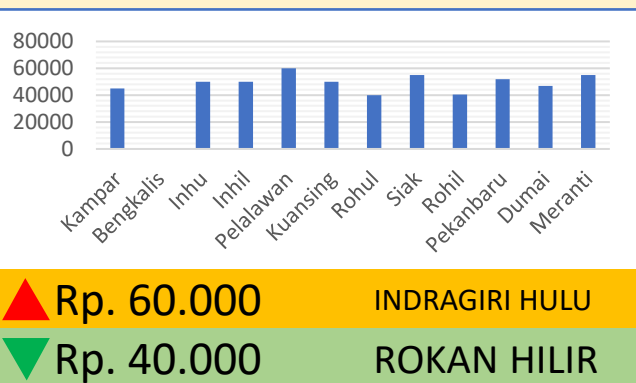 80000
60000
40000
20000
0
Kampar
Bengkalis
Inhu
Inhil
Pelalawan
Kuansing
Rohul
Siak
Rohil
Pekanbaru
Dumai
Meranti
Rp. 60.000 INDRAGIRI HULU
Rp. 40.000 ROKAN HILIR